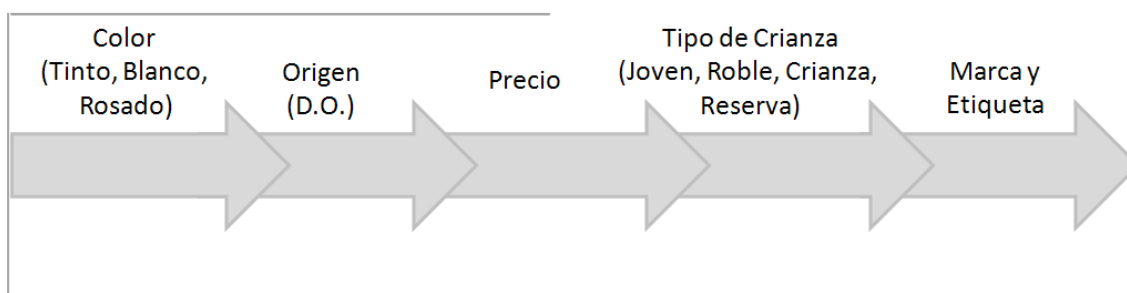 Color
(Tinto, Blanco,
Rosado)
Origen
(D.O.)
Precio
Tipo de Crianza
(Joven, Roble, Crianza,
Reserva)
Marca y
Etiqueta